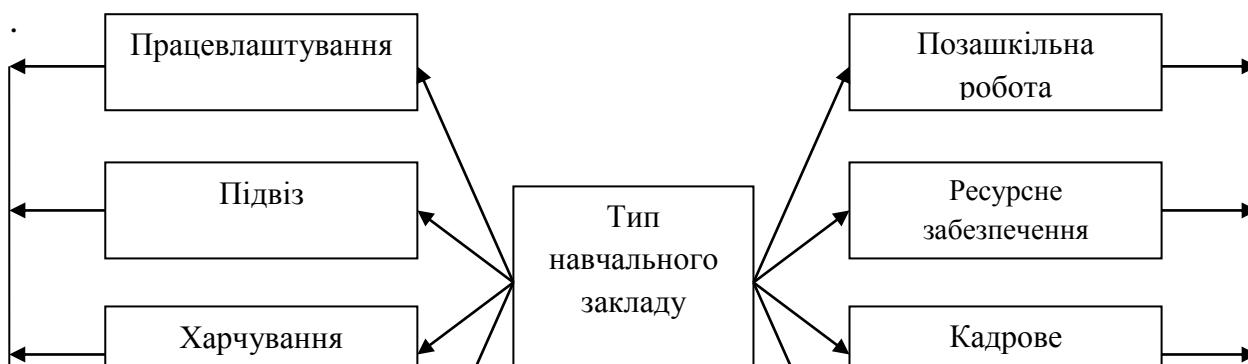 .
Працевлаштування
Позашкільна
робота
Підвіз
Ресурсне
забезпечення
Тип
навчального
закладу
Харчування
Кадрове